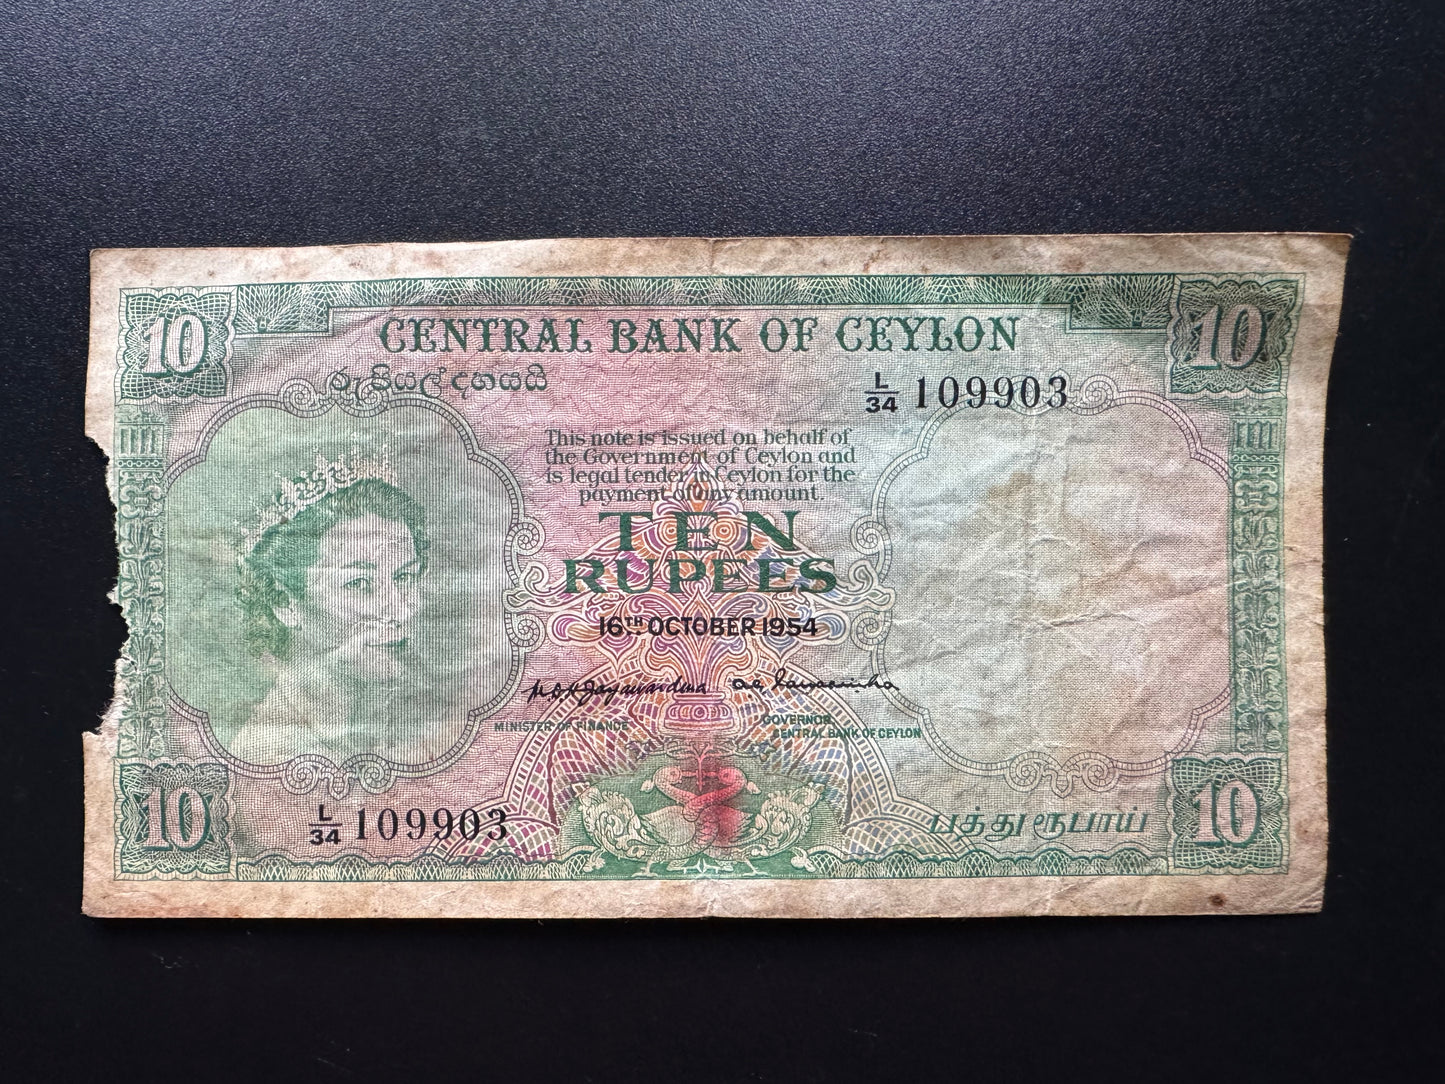 10
10
CENTRAL BANK OF CEYLON
රුපියල් දහයයි
L/34 109903
This note is issued on behalf of
the Government of Ceylon and
is legal tender in Ceylon for the
payment of any amount.
TEN
RUPEES
16TH OCTOBER 1954
MINISTER OF FINANCE
GOVERNOR,
CENTRAL BANK OF CEYLON
L/34 109903
பத்து ரூபாய்
10
10